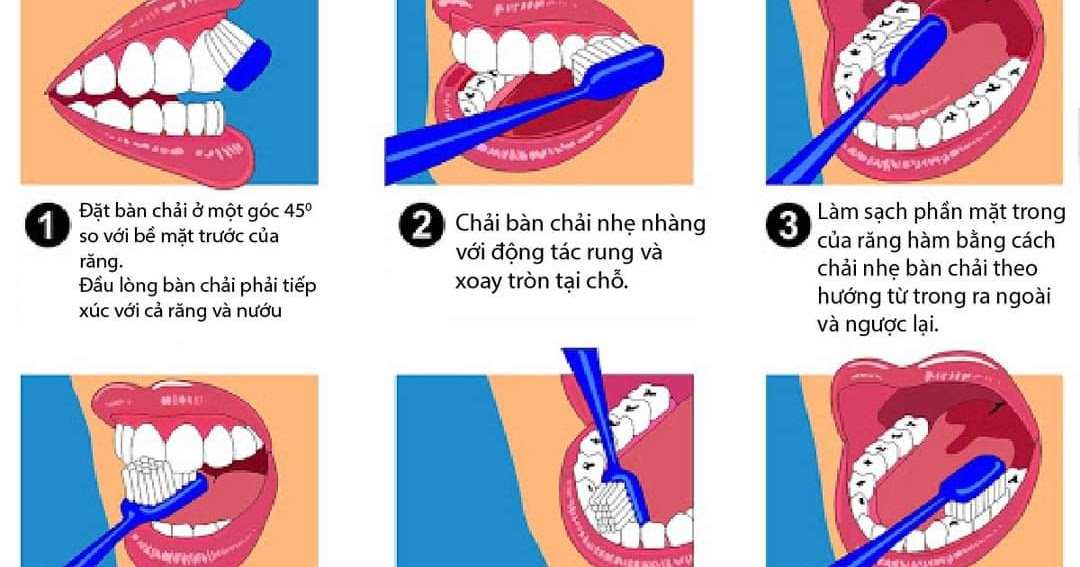 1
Đặt bàn chải ở một góc 45⁰
so với bề mặt trước của
răng.
Đầu lòng bàn chải phải tiếp
xúc với cả răng và nướu
2
Chải bàn chải nhẹ nhàng
với động tác rung và
xoay tròn tại chỗ.
3
Làm sạch phần mặt trong
của răng hàm bằng cách
chải nhẹ bàn chải theo
hướng từ trong ra ngoài
và ngược lại.